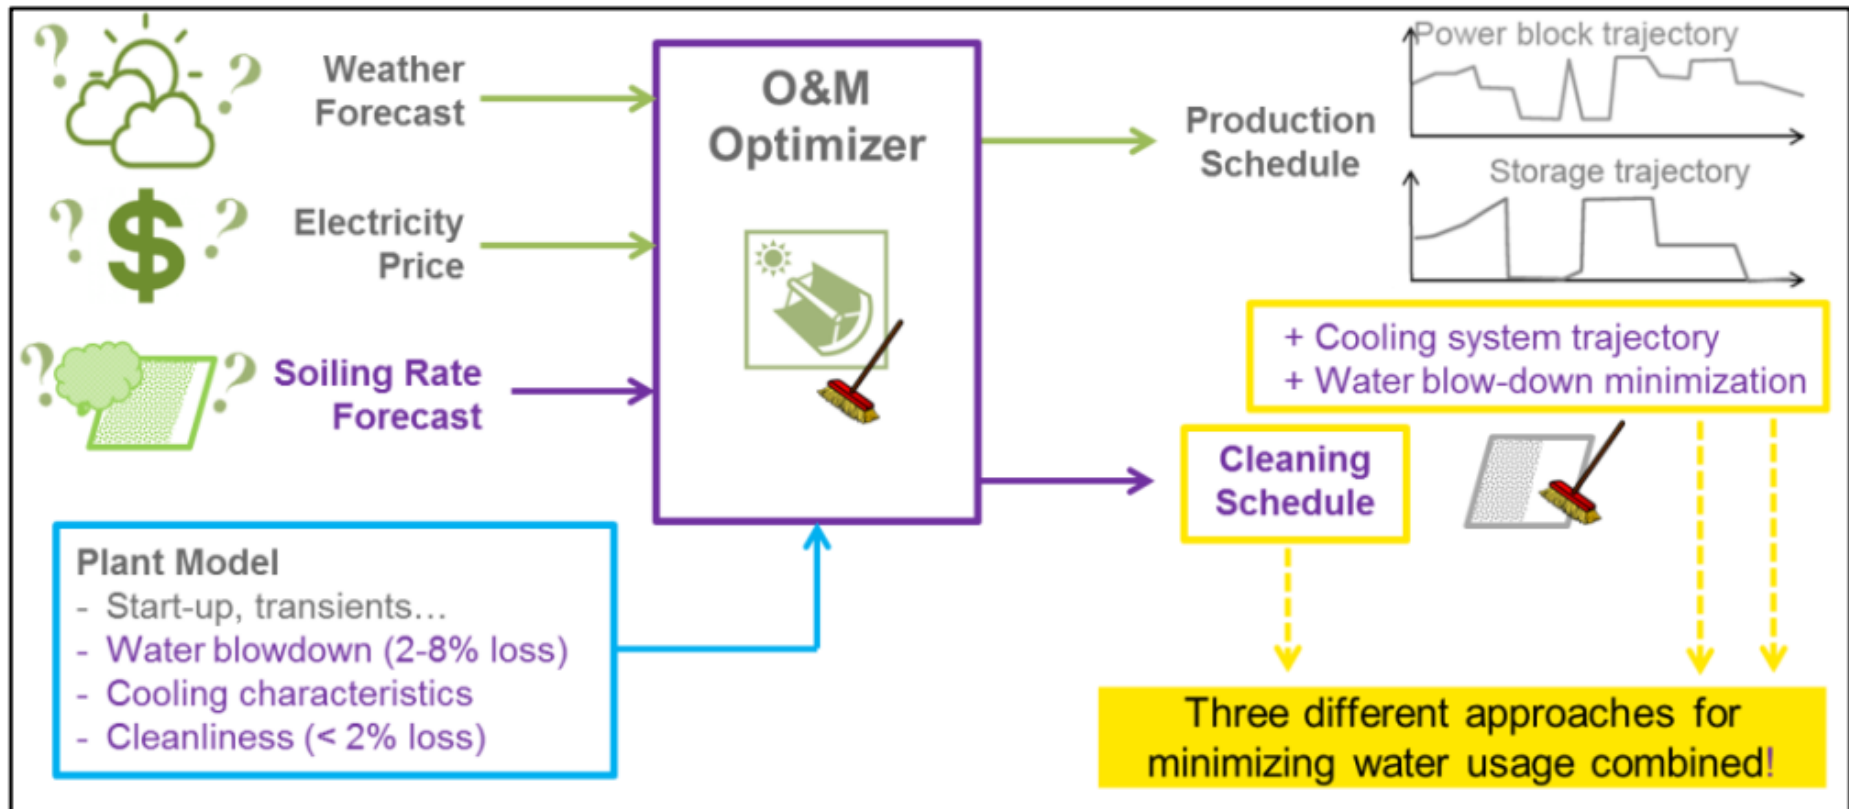 Weather
Forecast
Electricity
Price
Soiling Rate
Forecast
Plant Model
- Start-up, transients…
- Water blowdown (2-8% loss)
- Cooling characteristics
- Cleanliness (< 2% loss)
O&M
Optimizer
Production
Schedule
Power block trajectory
Storage trajectory
+ Cooling system trajectory
+ Water blow-down minimization
Cleaning
Schedule
Three different approaches for
minimizing water usage combined!